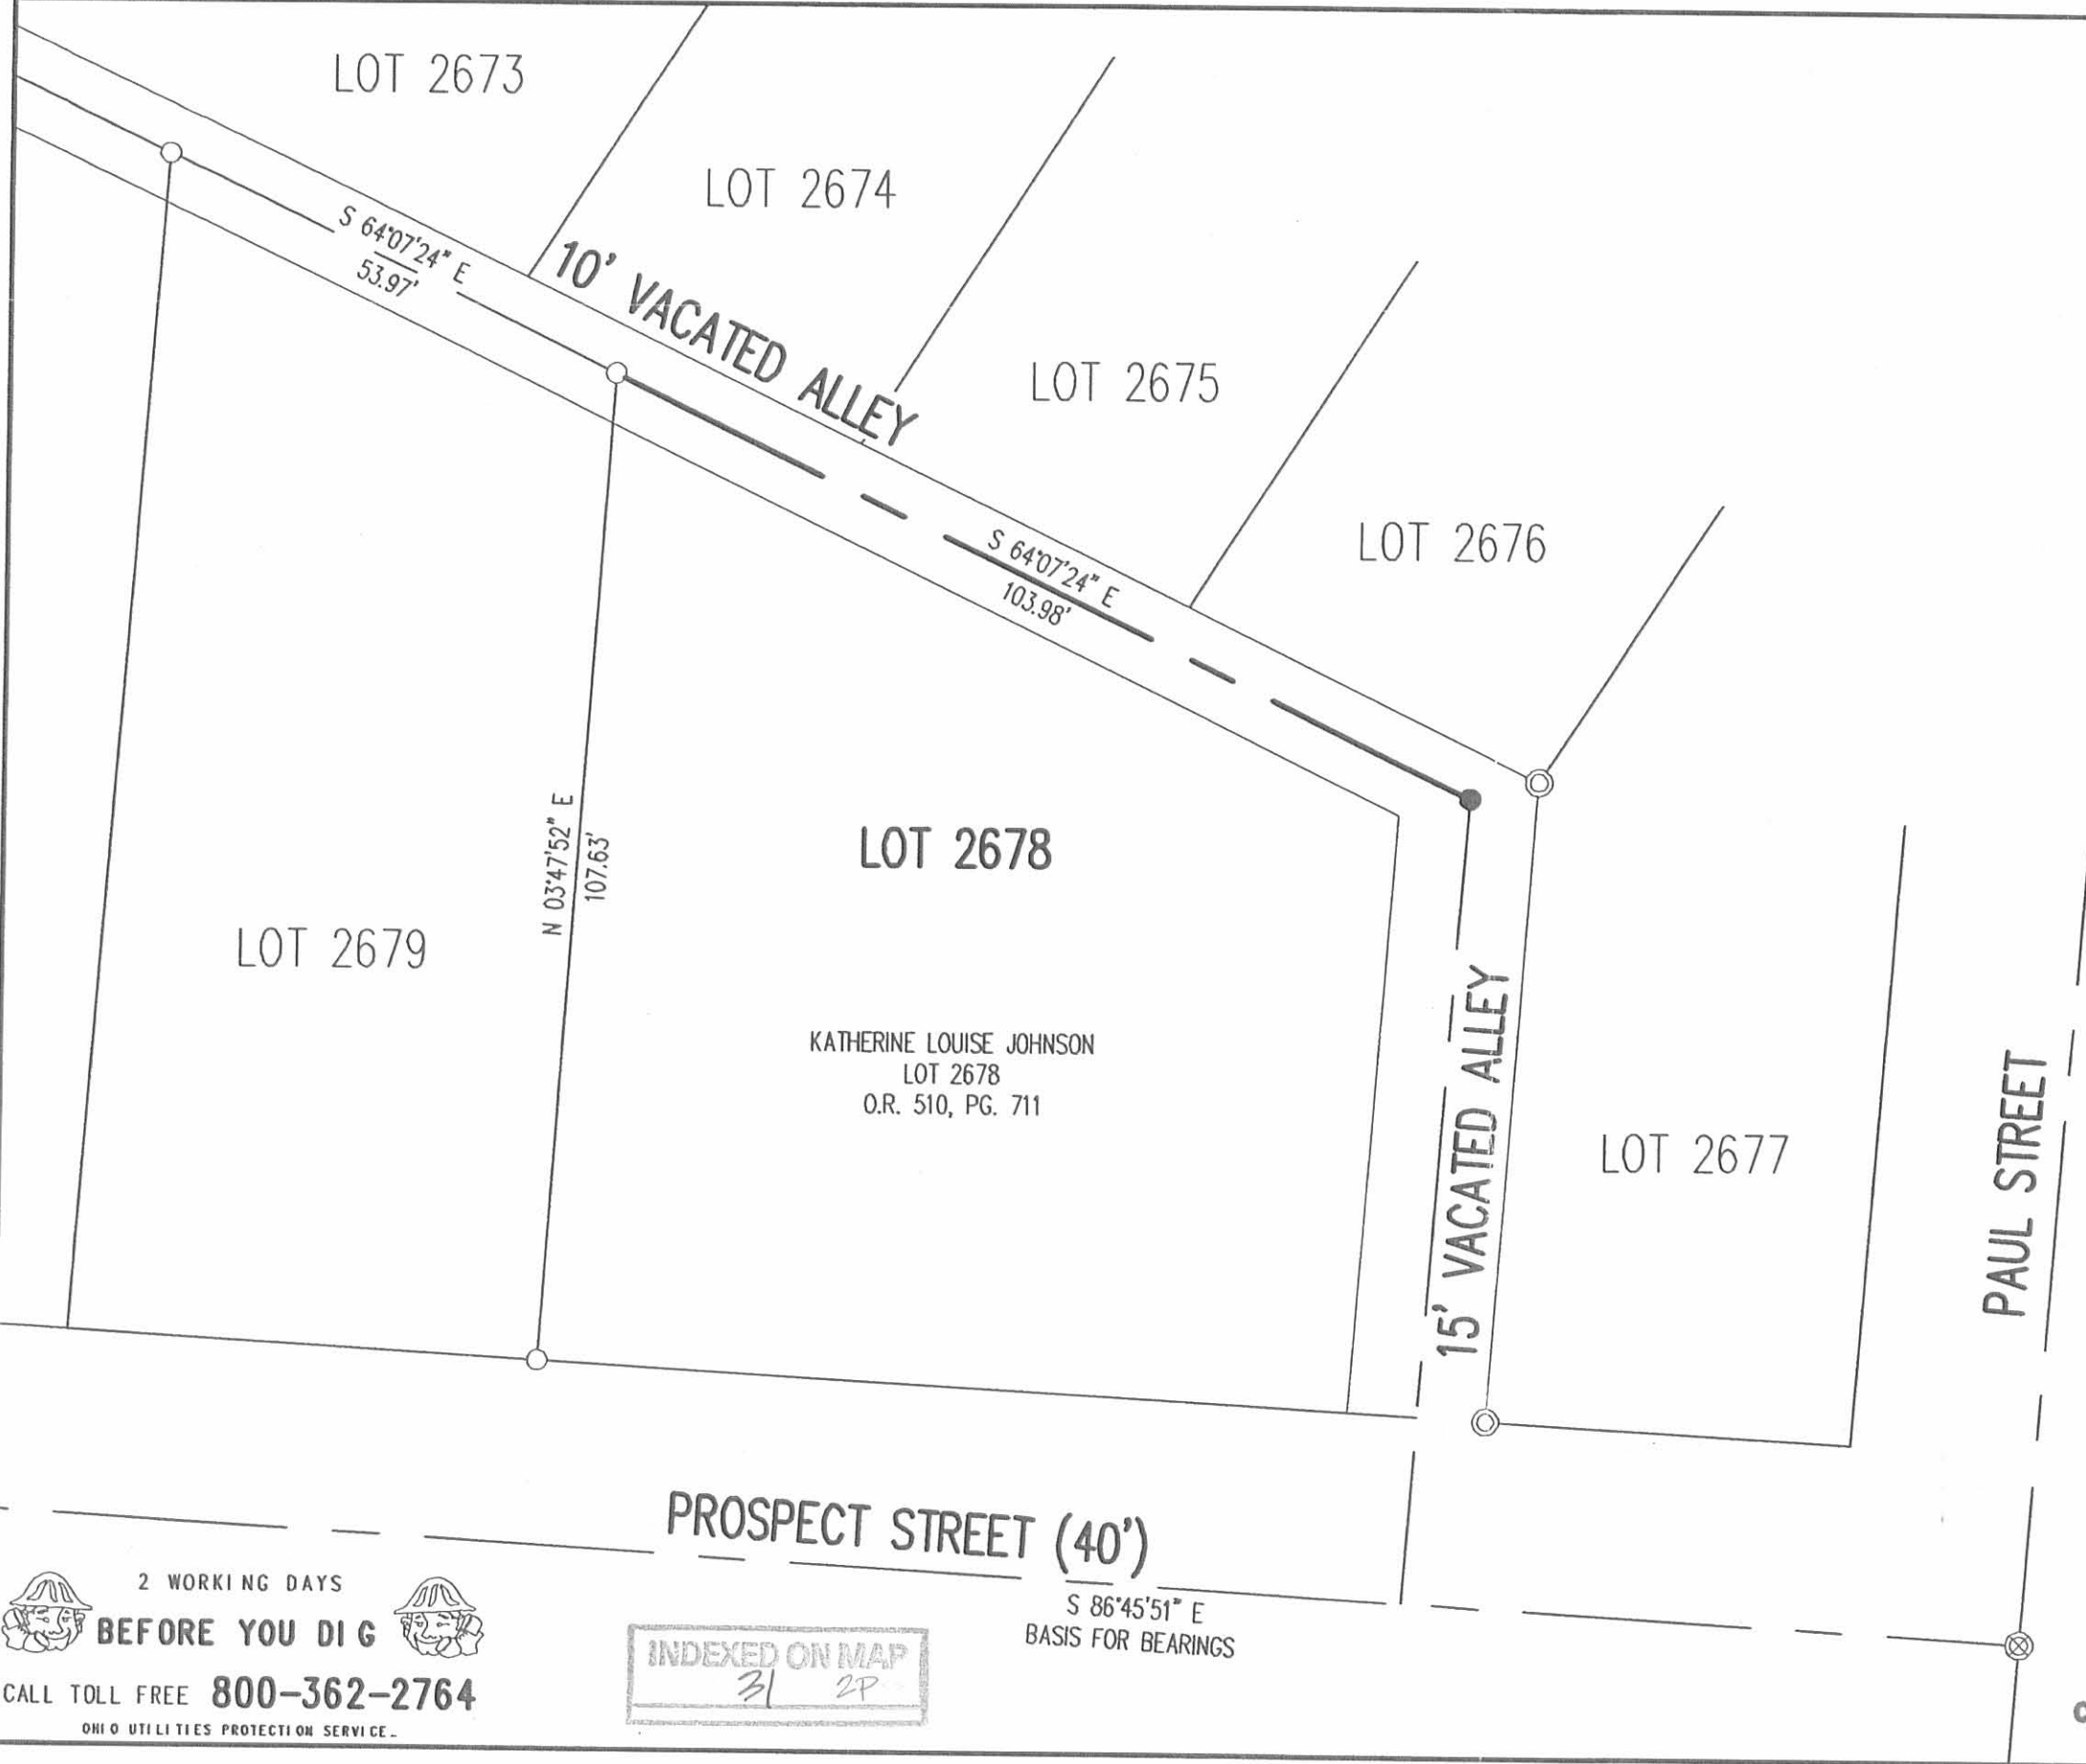 LOT 2673
LOT 2674
S 64°07'24" E
53.97'
10' VACATED ALLEY
LOT 2675
S 64°07'24" E
103.98'
LOT 2676
LOT 2678
N 03°47'52" E
107.63'
LOT 2679
KATHERINE LOUISE JOHNSON
LOT 2678
O.R. 510, PG. 711
15' VACATED ALLEY
LOT 2677
PAUL STREET
PROSPECT STREET (40')
S 86°45'51" E
BASIS FOR BEARINGS
2 WORKING DAYS
BEFORE YOU DIG
CALL TOLL FREE 800-362-2764
OHIO UTILITIES PROTECTION SERVICE
INDEXED ON MAP
31 2P